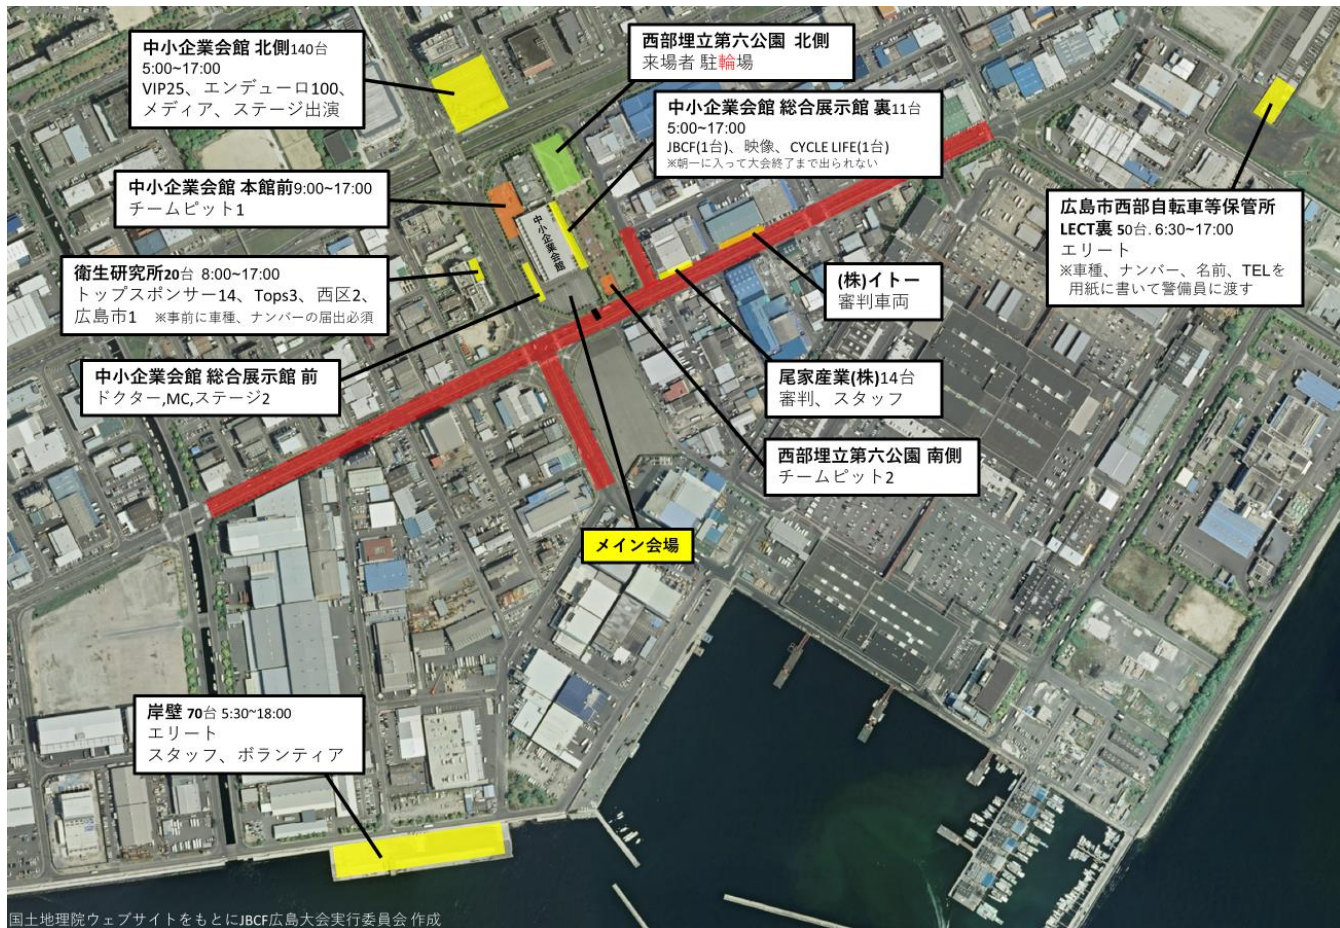 中小企業会館 北側140台
5:00~17:00
VIP25、エンデューロ100、
メディア、ステージ出演
西部埋立第六公園 北側
来場者 駐輪場
中小企業会館 総合展示館 裏11台
5:00~17:00
JBCF(1台)、映像、CYCLE LIFE(1台)
※朝一に入って大会終了まで出られない
中小企業会館 本館前9:00~17:00
チームピット1
中小企業会館
広島市西部自転車等保管所
LECT裏 50台. 6:30~17:00
エリート
※車種、ナンバー、名前、TELを
用紙に書いて警備員に渡す
衛生研究所20台 8:00~17:00
トップスポンサー14、Tops3、西区2、
広島市1 ※事前に車種、ナンバーの届出必須
(株)イトー
審判車両
中小企業会館 総合展示館 前
ドクター,MC,ステージ2
尾家産業(株)14台
審判、スタッフ
西部埋立第六公園 南側
チームピット2
メイン会場
岸壁 70台 5:30~18:00
エリート
スタッフ、ボランティア
国土地理院ウェブサイトをもとにJBCF広島大会実行委員会 作成